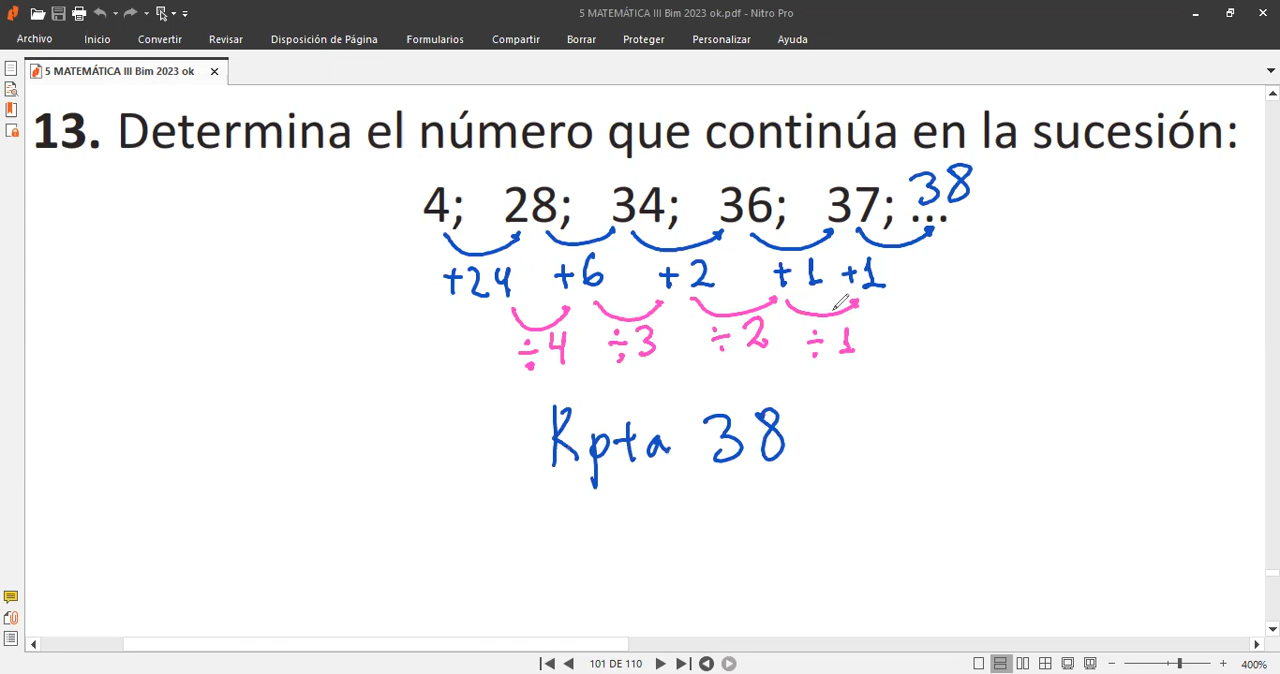 5 MATEMÁTICA III Bim 2023 ok.pdf - Nitro Pro
Archivo Inicio Convertir Revisar Disposición de Página Formularios Compartir Borrar Proteger Personalizar Ayuda
5 MATEMÁTICA III Bim 2023 ok
13. Determina el número que continúa en la sucesión:
4; 28; 34; 36; 37; ... 38
+24 +6 +2 +1 +1
÷4 ÷3 ÷2 ÷1
Rpta 38
101 DE 110
400%